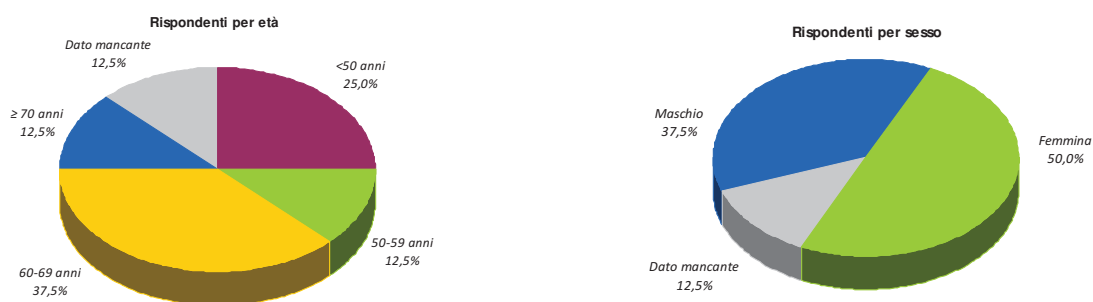 Rispondenti per età
Dato mancante
12,5%
<50 anni
25,0%
≥ 70 anni
12,5%
50-59 anni
12,5%
60-69 anni
37,5%
Rispondenti per sesso
Maschio
37,5%
Femmina
50,0%
Dato mancante
12,5%